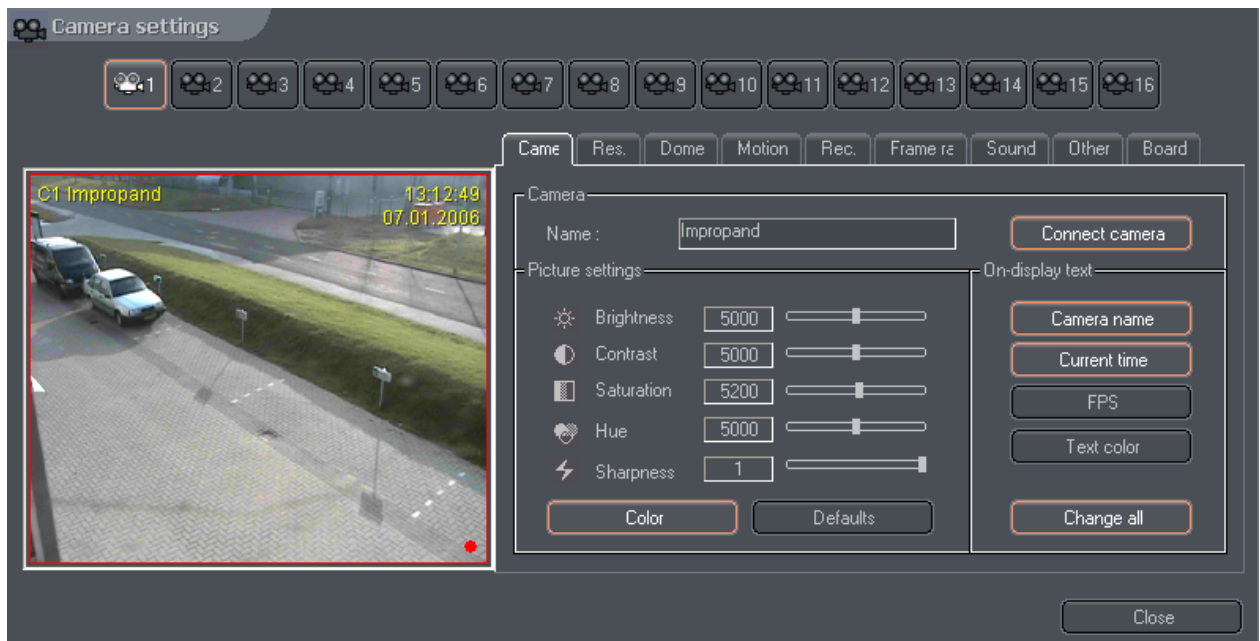 Camera settings
1 2 3 4 5 6 7 8 9 10 11 12 13 14 15 16
Came Res. Dome Motion Rec. Frame ra Sound Other Board
C1 Impropand
13:12:49
07.01.2006
Camera
Name : Impropand
Connect camera
Picture settings
Brightness 5000
Contrast 5000
Saturation 5200
Hue 5000
Sharpness 1
Color Defaults
On-display text
Camera name
Current time
FPS
Text color
Change all
Close